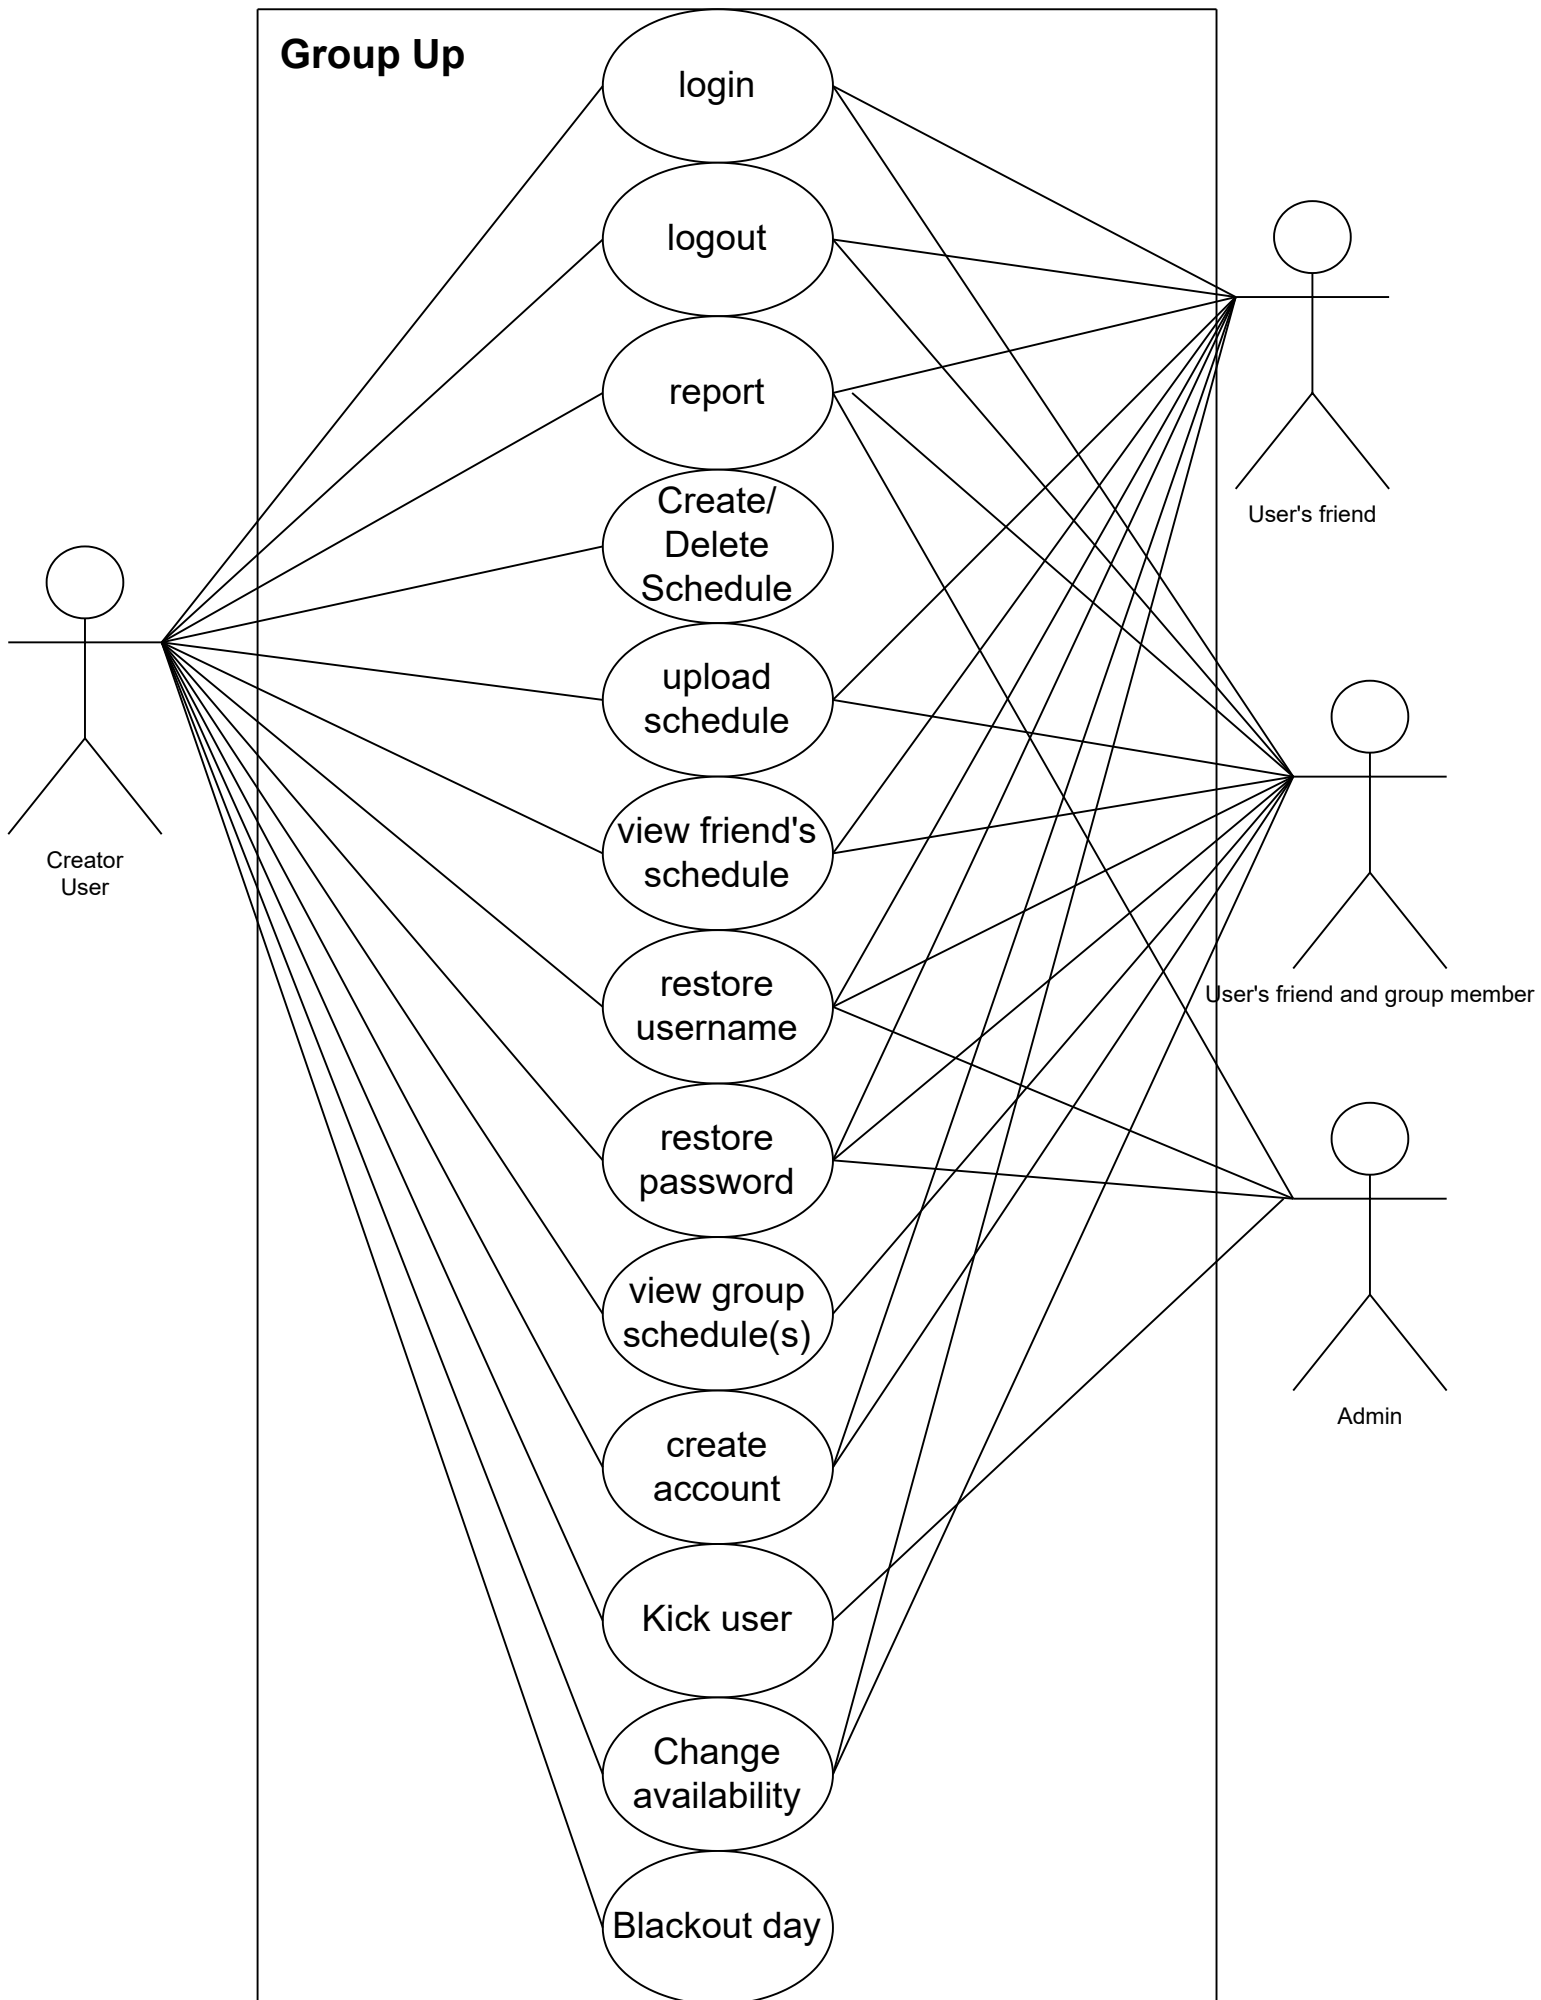 Group Up
login
logout
report
Create/
Delete
Schedule
upload
schedule
view friend's
schedule
restore
username
restore
password
view group
schedule(s)
create
account
Kick user
Change
availability
Blackout day
Creator
User
User's friend
User's friend and group member
Admin